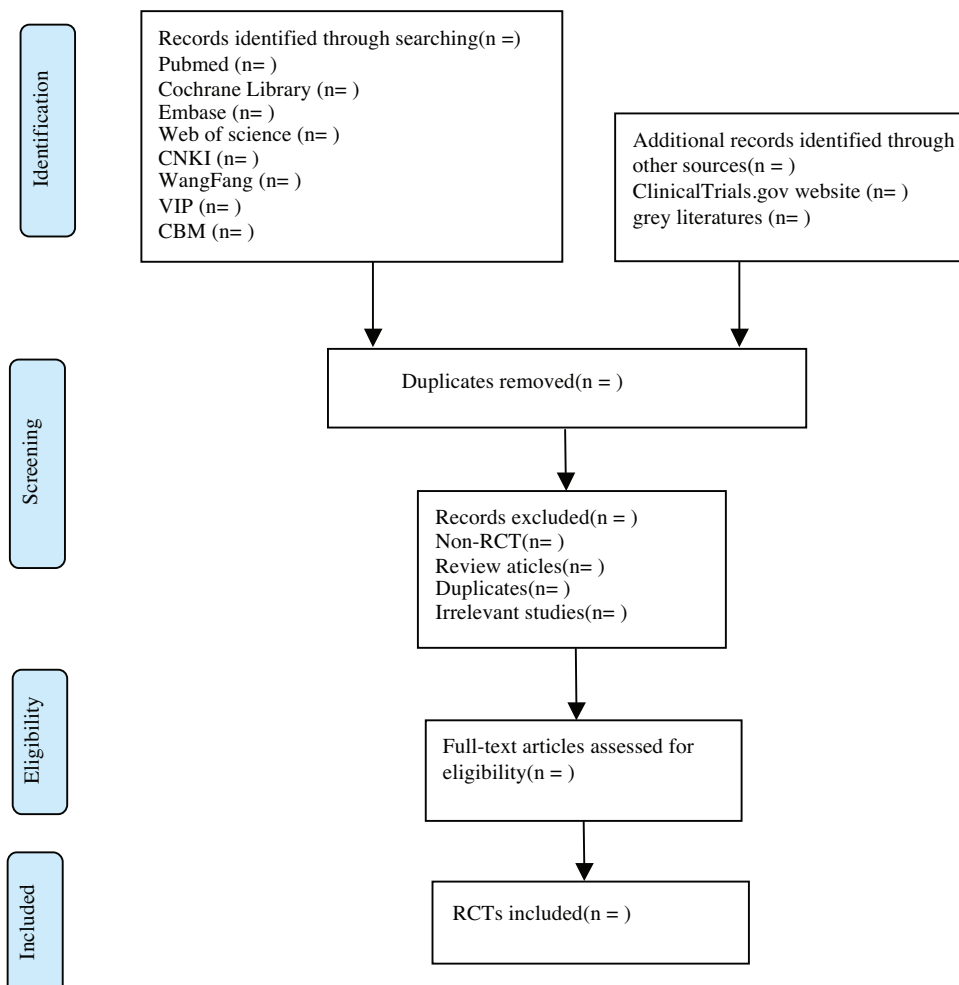 Identification
Records identified through searching(n =)
Pubmed (n= )
Cochrane Library (n= )
Embase (n= )
Web of science (n= )
CNKI (n= )
WangFang (n= )
VIP (n= )
CBM (n= )
Additional records identified through
other sources(n = )
ClinicalTrials.gov website (n= )
grey literatures (n= )
Screening
Duplicates removed(n = )
Records excluded(n = )
Non-RCT(n= )
Review aticles(n= )
Duplicates(n= )
Irrelevant studies(n= )
Eligibility
Full-text articles assessed for
eligibility(n = )
Included
RCTs included(n = )